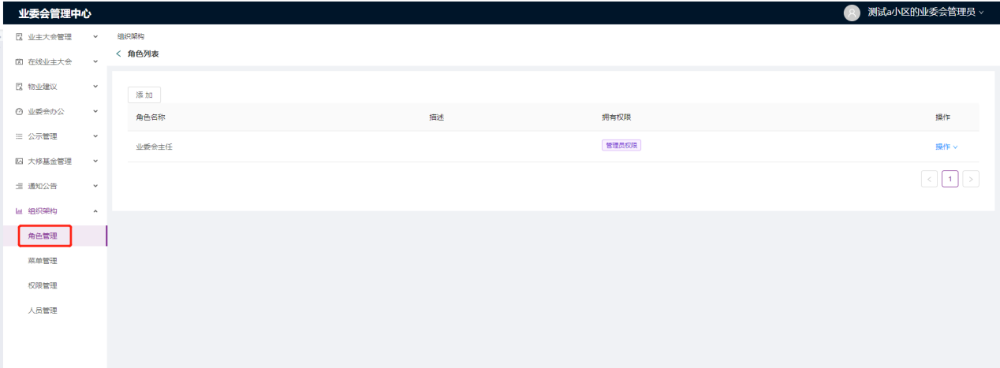 业委会管理中心
测试a小区的业委会管理员
业主大会管理
在线业主大会
物业建议
业委会办公
公示管理
大修基金管理
通知公告
组织架构
角色管理
菜单管理
权限管理
人员管理
组织架构
角色列表
添 加
角色名称 描述 拥有权限 操作
业委会主任 管理员权限 操作
< 1 >